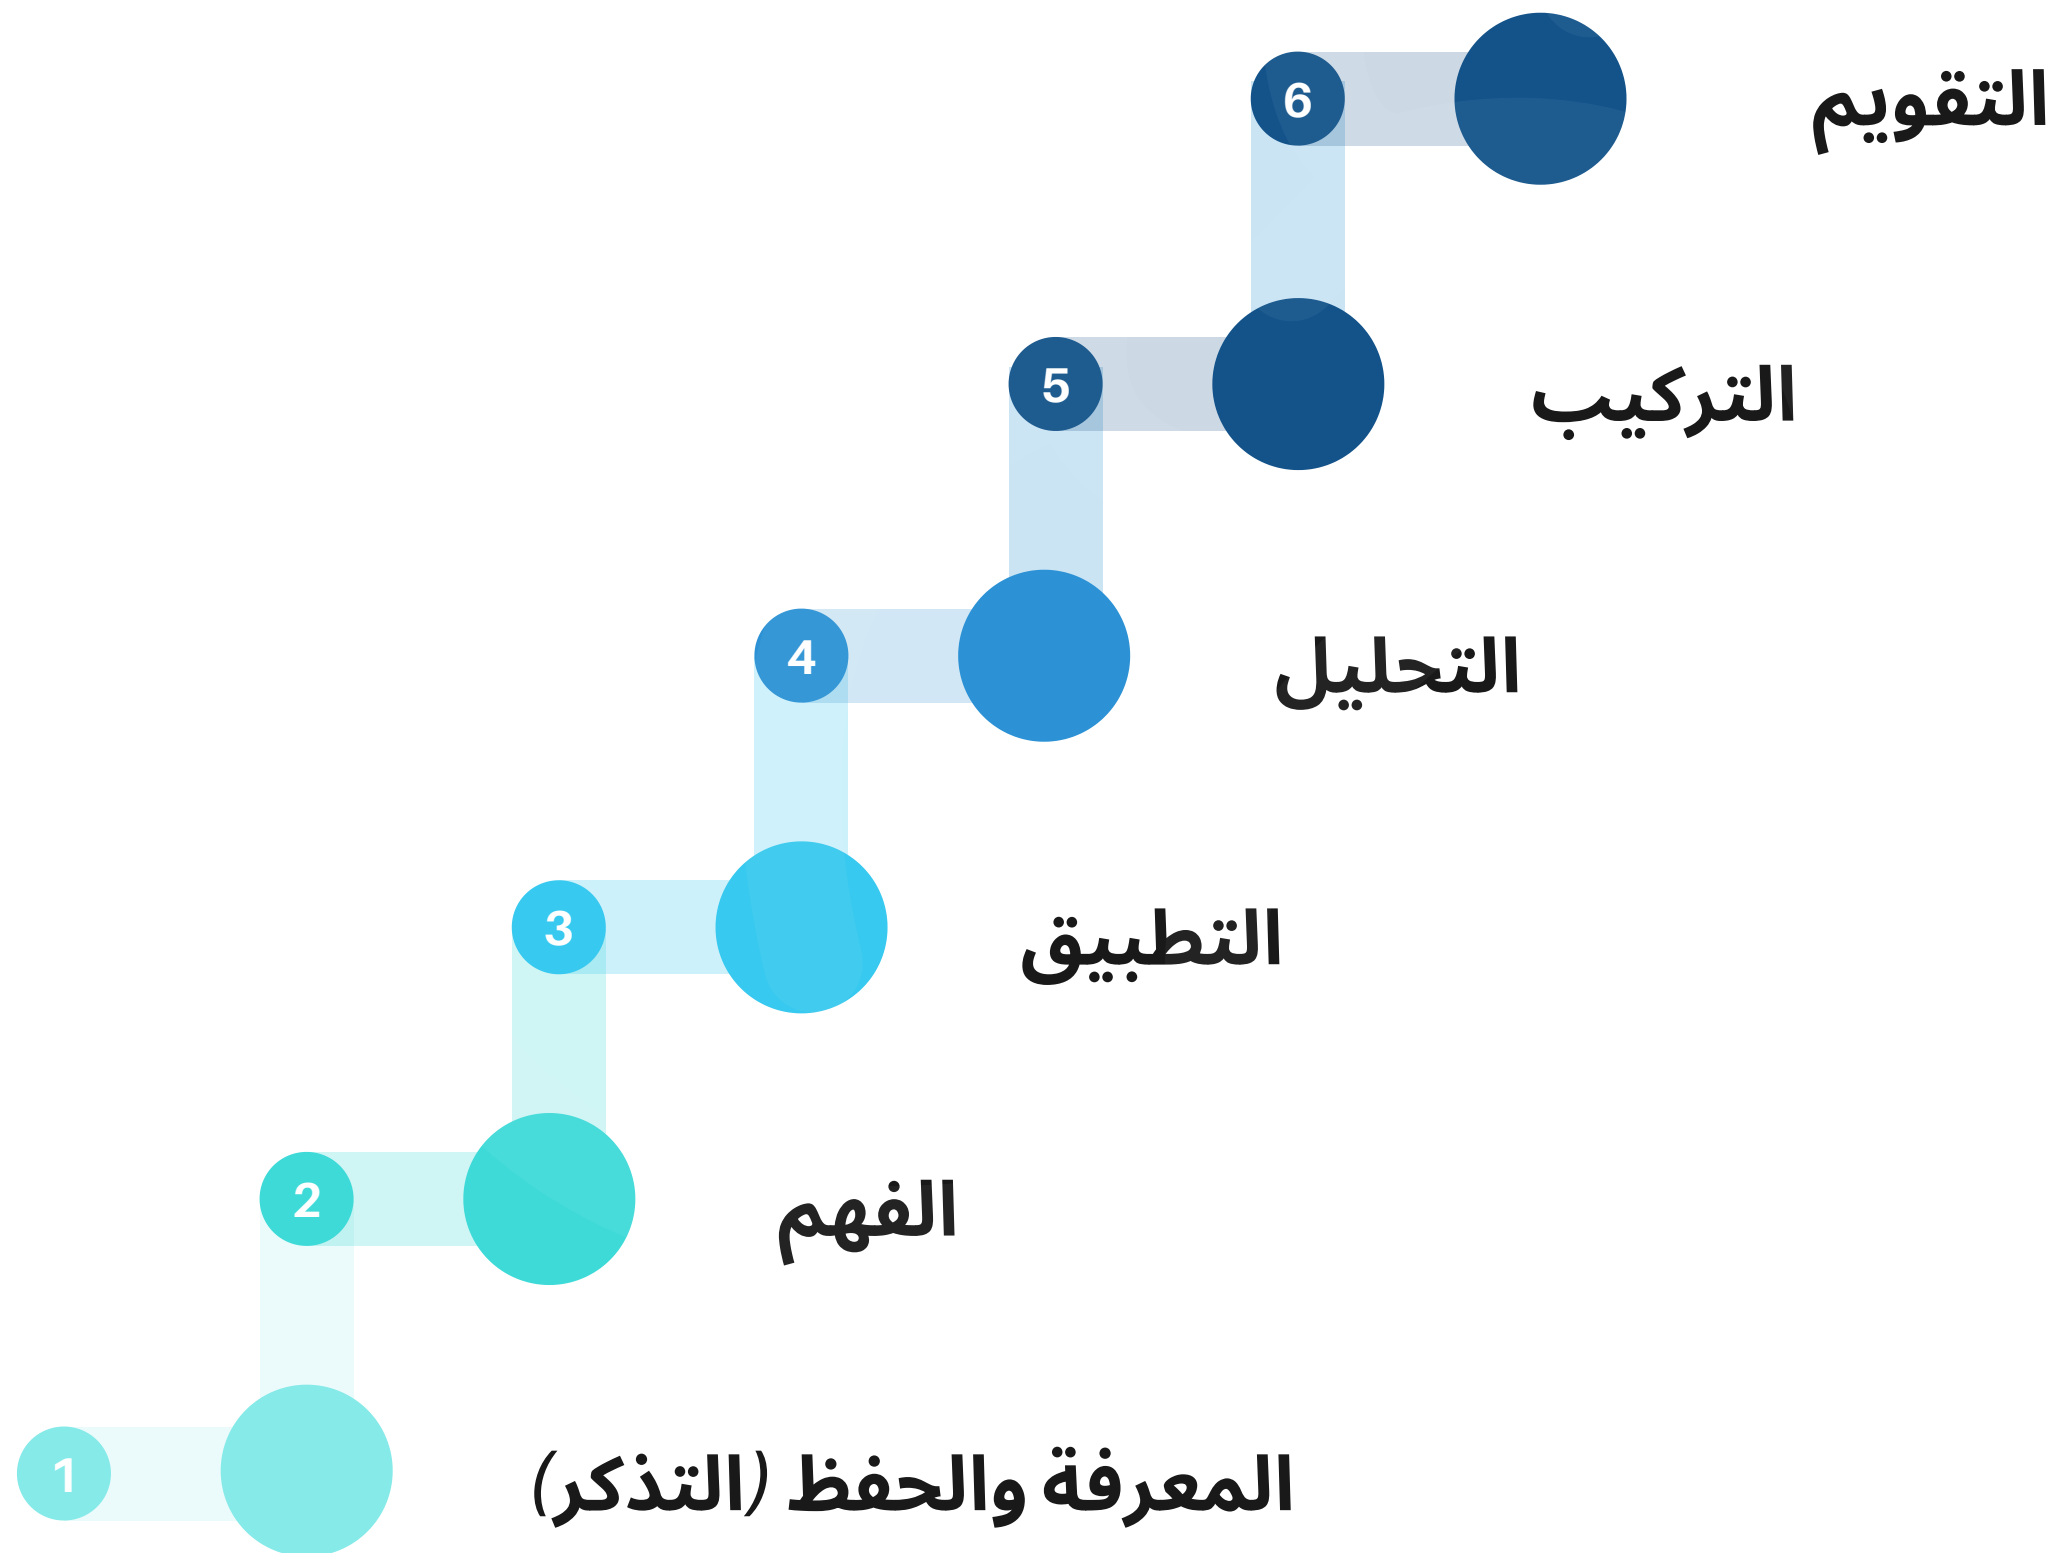 6 التقويم
5 التركيب
4 التحليل
3 التطبيق
2 الفهم
1 المعرفة والحفظ (التذكر)